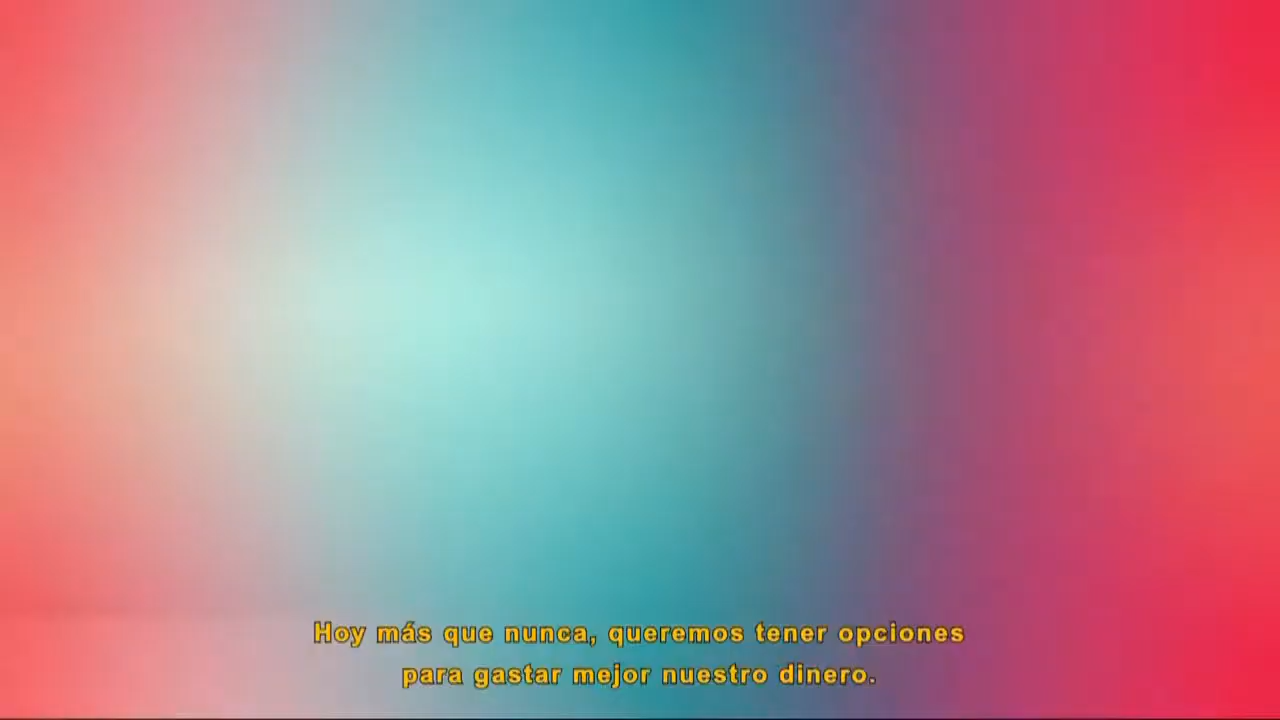 Hoy más que nunca, queremos tener opciones
para gastar mejor nuestro dinero.